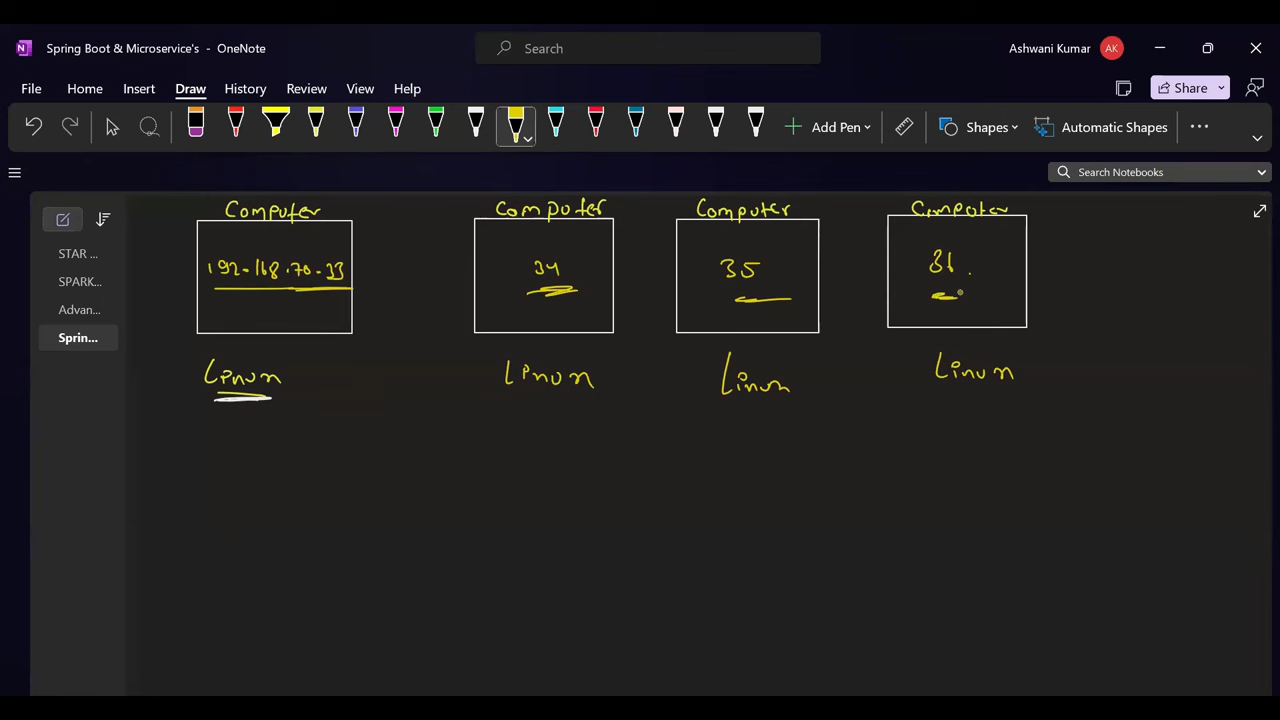 Spring Boot & Microservice's - OneNote
Search
Ashwani Kumar AK
File Home Insert Draw History Review View Help
Share
Add Pen
Shapes
Automatic Shapes
Search Notebooks
STAR ...
SPARK...
Advan...
Sprin...
Computer Computer Computer Computer
192.168.70.33 34 35 36.
Linux Linux Linux Linux